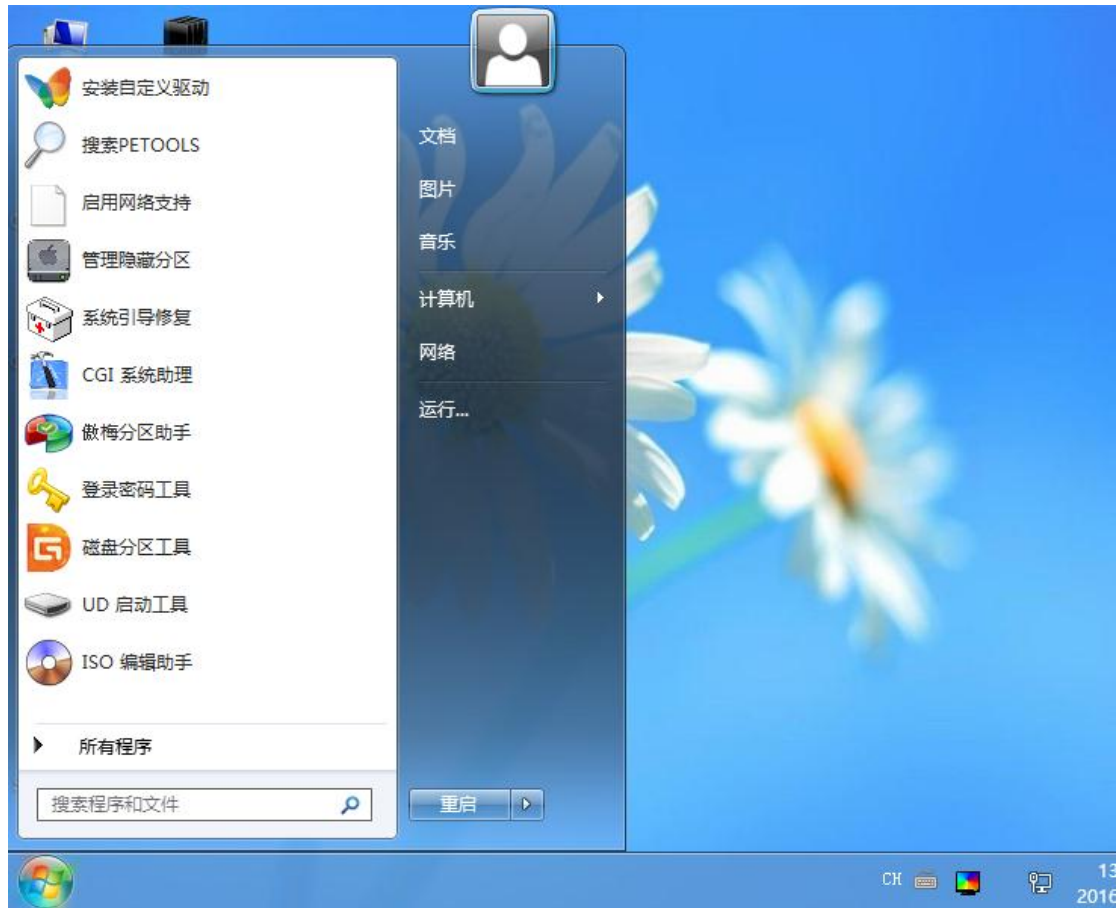 安装自定义驱动
搜索PETOOLS
启用网络支持
管理隐藏分区
系统引导修复
CGI 系统助理
傲梅分区助手
登录密码工具
磁盘分区工具
UD 启动工具
ISO 编辑助手
所有程序
搜索程序和文件
文档
图片
音乐
计算机
网络
运行...
重启
CH
13
2016